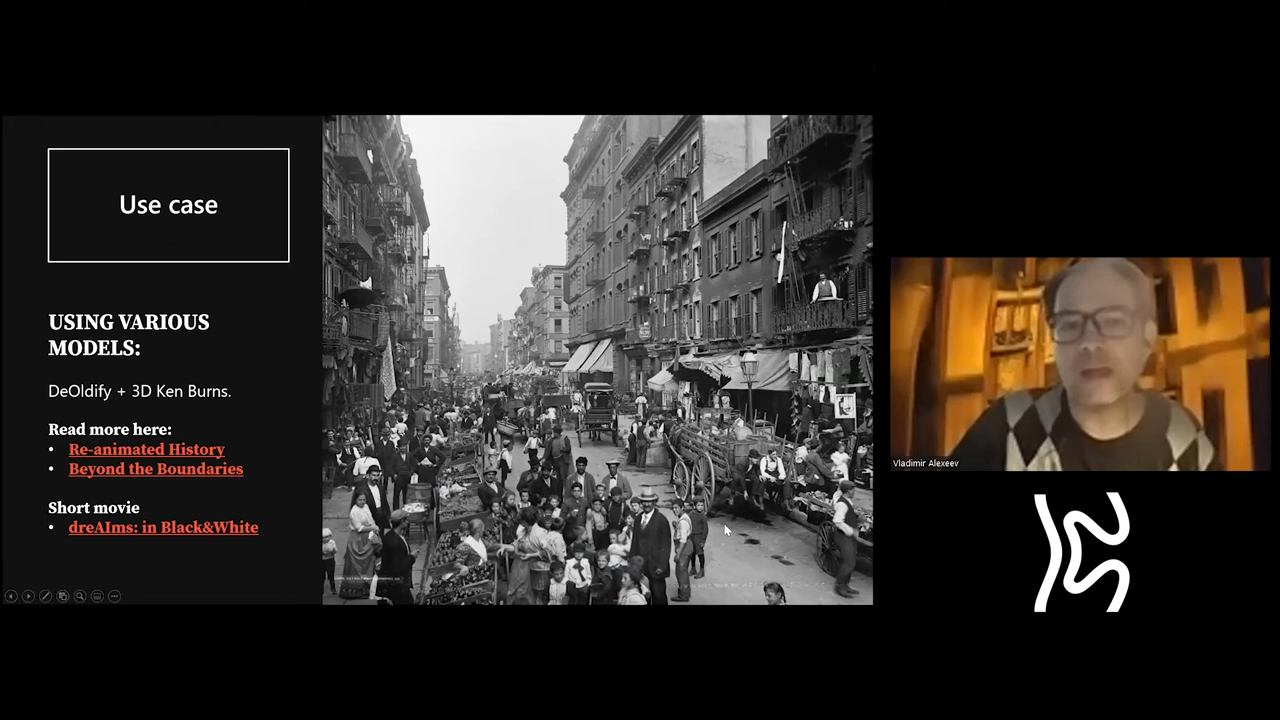 Use case
USING VARIOUS
MODELS:
DeOldify + 3D Ken Burns.
Read more here:
• Re-animated History
• Beyond the Boundaries
Short movie
• dreAIms: in Black&White
Vladimir Alexeev